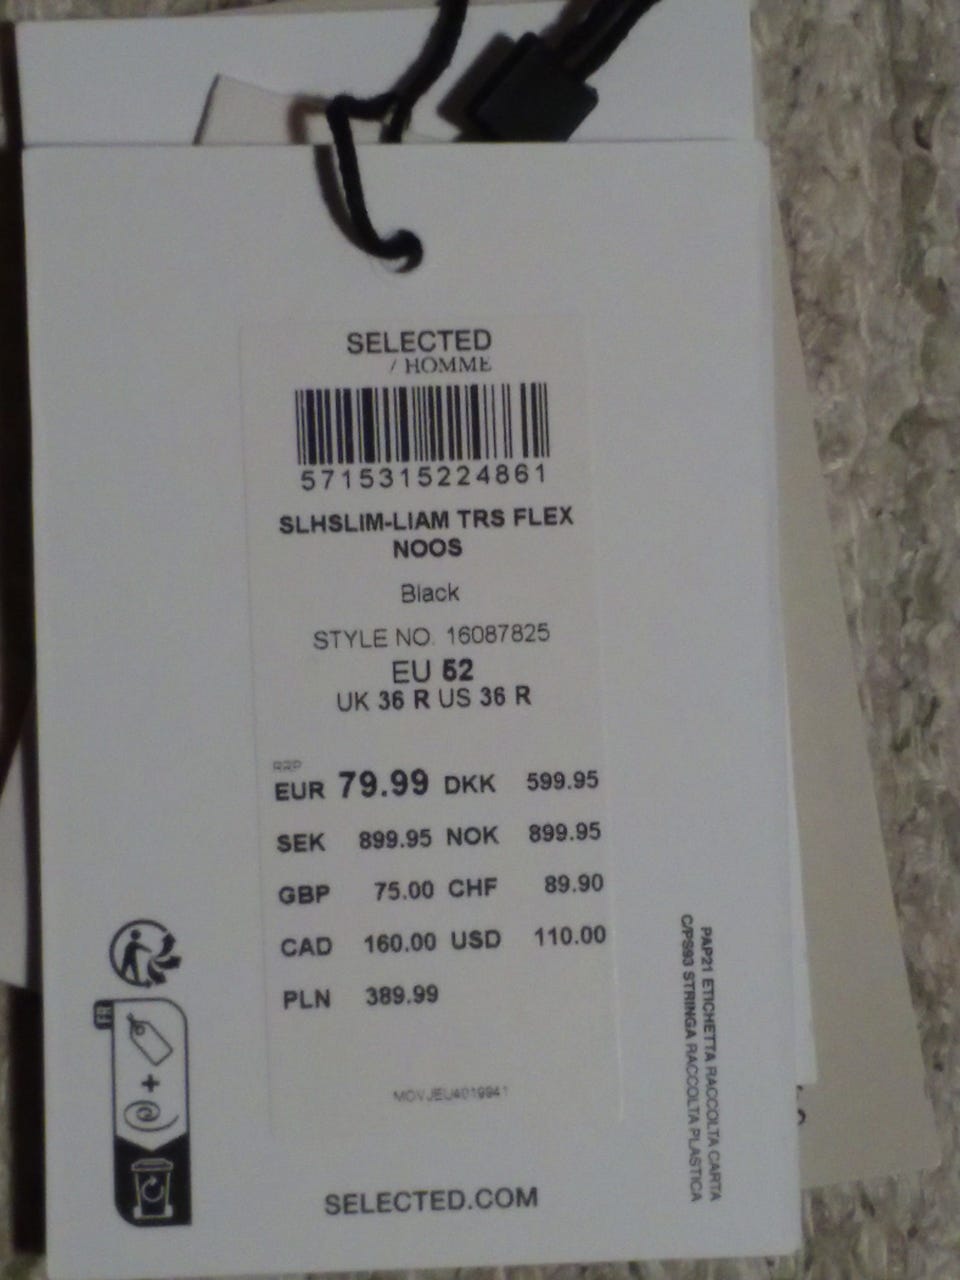 SELECTED
/ HOMME
5715315224861
SLHSLIM-LIAM TRS FLEX
NOOS
Black
STYLE NO. 16087825
EU 52
UK 36 R US 36 R
RRP
EUR 79.99 DKK 599.95
SEK 899.95 NOK 899.95
GBP 75.00 CHF 89.90
CAD 160.00 USD 110.00
PLN 389.99
FR
+
SELECTED.COM
PAP21 ETICHETTA RACCOLTA CARTA
C/PS93 STRINGA RACCOLTA PLASTICA